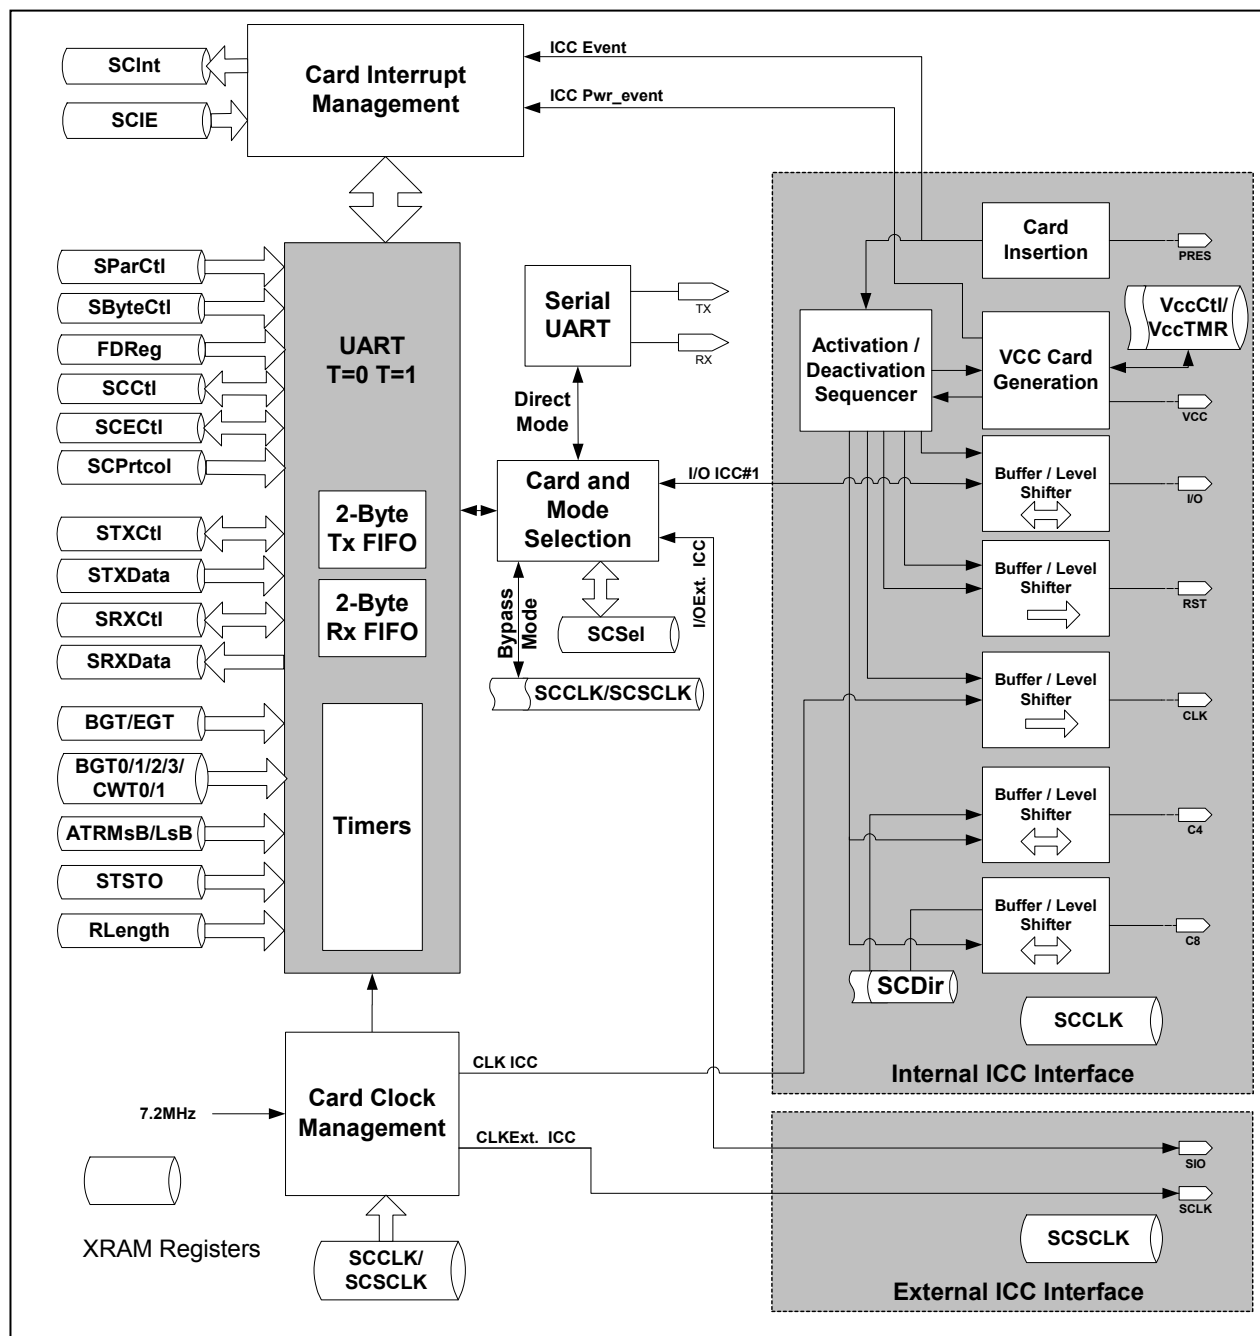 SCInt
SCIE
Card Interrupt
Management
ICC Event
ICC Pwr_event
SParCtl
SByteCtl
FDReg
SCCtl
SCECtl
SCPrtcol
STXCtl
STXData
SRXCtl
SRXData
BGT/EGT
BGT0/1/2/3/
CWT0/1
ATRMsB/LsB
STSTO
RLength
UART
T=0 T=1
2-Byte
Tx FIFO
2-Byte
Rx FIFO
Timers
Serial
UART
TX
RX
Direct
Mode
Card and
Mode
Selection
I/O ICC#1
I/OExt. ICC
Bypass
Mode
SCSel
SCCLK/SCSCLK
Card
Insertion
PRES
VccCtl/
VccTMR
Activation /
Deactivation
Sequencer
VCC Card
Generation
VCC
Buffer / Level
Shifter
I/O
Buffer / Level
Shifter
RST
Buffer / Level
Shifter
CLK
Buffer / Level
Shifter
C4
Buffer / Level
Shifter
C8
SCDir
SCCLK
Internal ICC Interface
7.2MHz
Card Clock
Management
CLK ICC
CLKExt. ICC
SCCLK/
SCSCLK
XRAM Registers
SIO
SCLK
SCSCLK
External ICC Interface